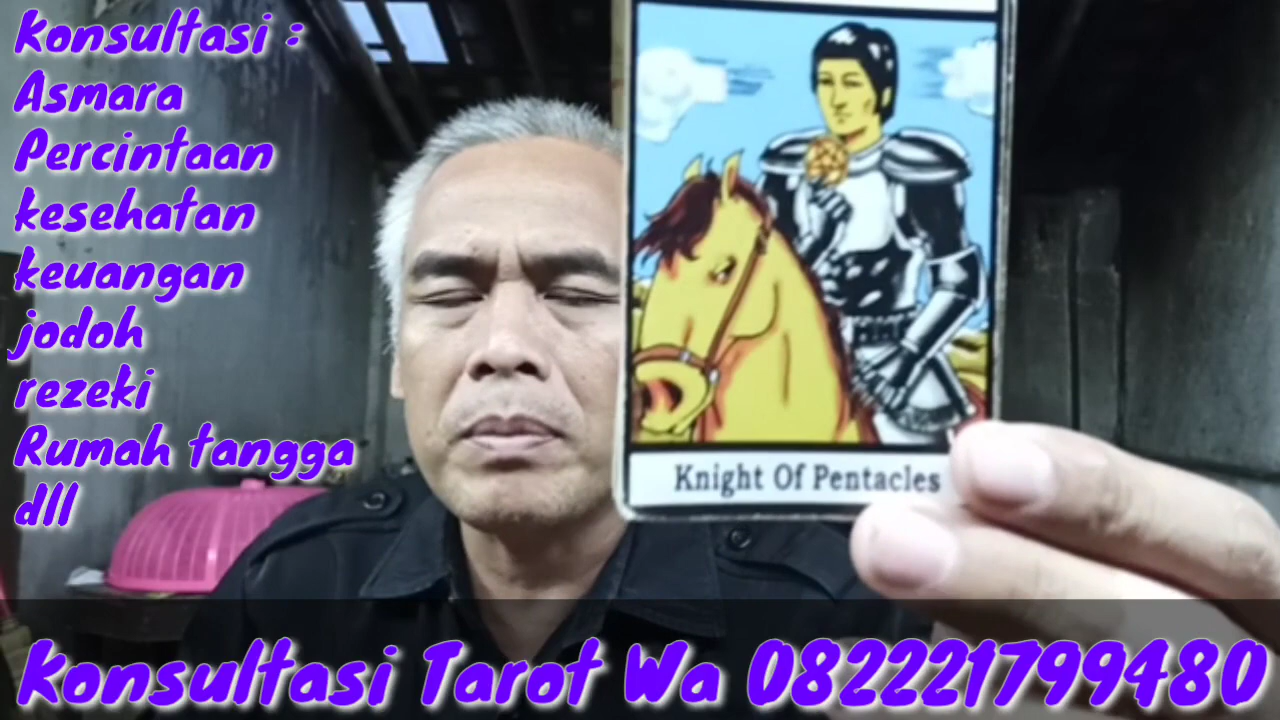 Konsultasi :
Asmara
Percintaan
kesehatan
keuangan
jodoh
rezeki
Rumah tangga
dll
Knight Of Pentacles
Konsultasi Tarot Wa 082221799480